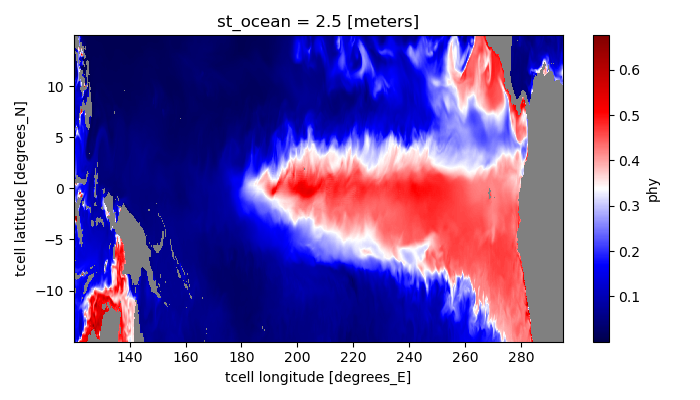 st_ocean = 2.5 [meters]
10
5
0
−5
−10
tcell latitude [degrees_N]
140 160 180 200 220 240 260 280
tcell longitude [degrees_E]
0.6
0.5
0.4
0.3
0.2
0.1
phy